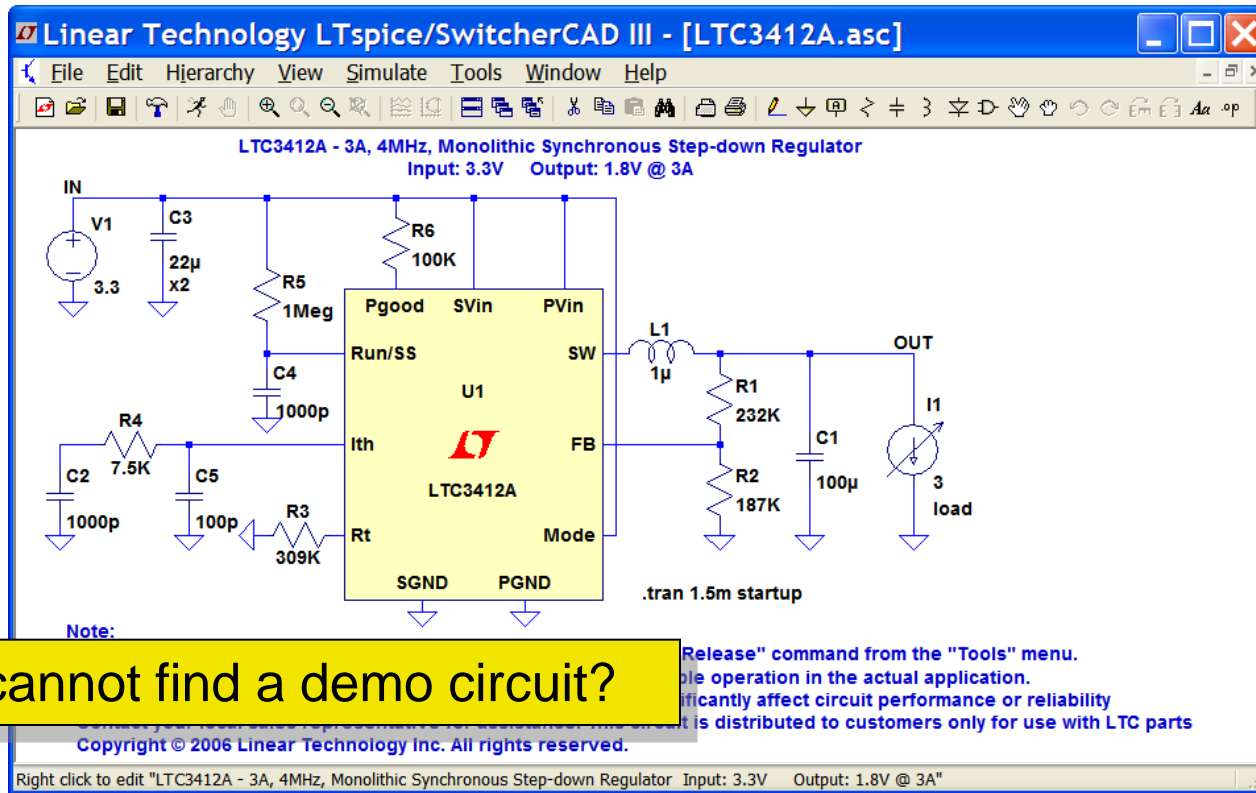 Linear Technology LTspice/SwitcherCAD III - [LTC3412A.asc]
File Edit Hierarchy View Simulate Tools Window Help
Aa .op
LTC3412A - 3A, 4MHz, Monolithic Synchronous Step-down Regulator
Input: 3.3V Output: 1.8V @ 3A
IN
V1
3.3
C3
22µ
x2
R5
1Meg
R6
100K
C4
1000p
R4
7.5K
C2
1000p
C5
100p
R3
309K
Pgood SVin PVin
Run/SS SW
U1
Ith FB
LTC3412A
Rt Mode
SGND PGND
L1
1µ
OUT
R1
232K
R2
187K
C1
100µ
I1
3
load
.tran 1.5m startup
Note:
Release" command from the "Tools" menu.
operation in the actual application.
affect circuit performance or reliability
cannot find a demo circuit?
is distributed to customers only for use with LTC parts
Copyright © 2006 Linear Technology Inc. All rights reserved.
Right click to edit "LTC3412A - 3A, 4MHz, Monolithic Synchronous Step-down Regulator Input: 3.3V Output: 1.8V @ 3A"